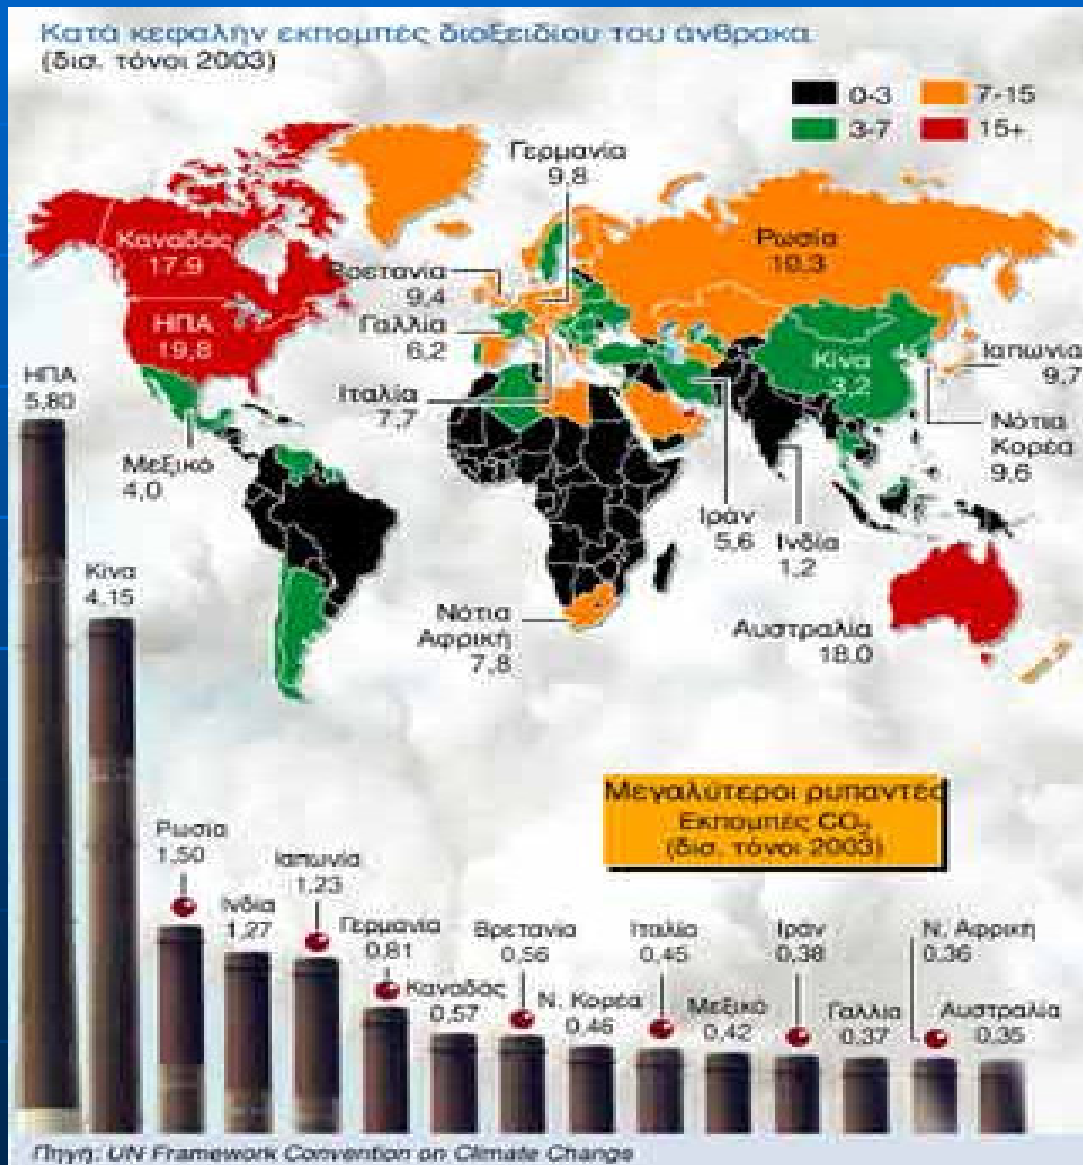 Κατά κεφαλήν εκπομπές διοξειδίου του άνθρακα
(δισ. τόνοι 2003)
0-3
7-15
3-7
15+
Γερμανία
9,8
Καναδάς
17,9
Ρωσία
10,3
Βρετανία
9,4
ΗΠΑ
19,8
Γαλλία
6,2
Κίνα
3,2
Ιαπωνία
9,7
Ιταλία
7,7
Νότια
Κορέα
9,6
Μεξικό
4,0
Ιράν
5,6
Ινδία
1,2
Νότια
Αφρική
7,8
Αυστραλία
18,0
Μεγαλύτεροι ρυπαντές
Εκπομπές CO₂
(δισ. τόνοι 2003)
ΗΠΑ
5,80
Κίνα
4,15
Ρωσία
1,50
Ινδία
1,27
Ιαπωνία
1,23
Γερμανία
0,81
Καναδάς
0,57
Βρετανία
0,56
Ν. Κορέα
0,46
Ιταλία
0,45
Μεξικό
0,42
Ιράν
0,38
Γαλλία
0,37
Ν. Αφρική
0,36
Αυστραλία
0,35
Πηγή: UN Framework Convention on Climate Change